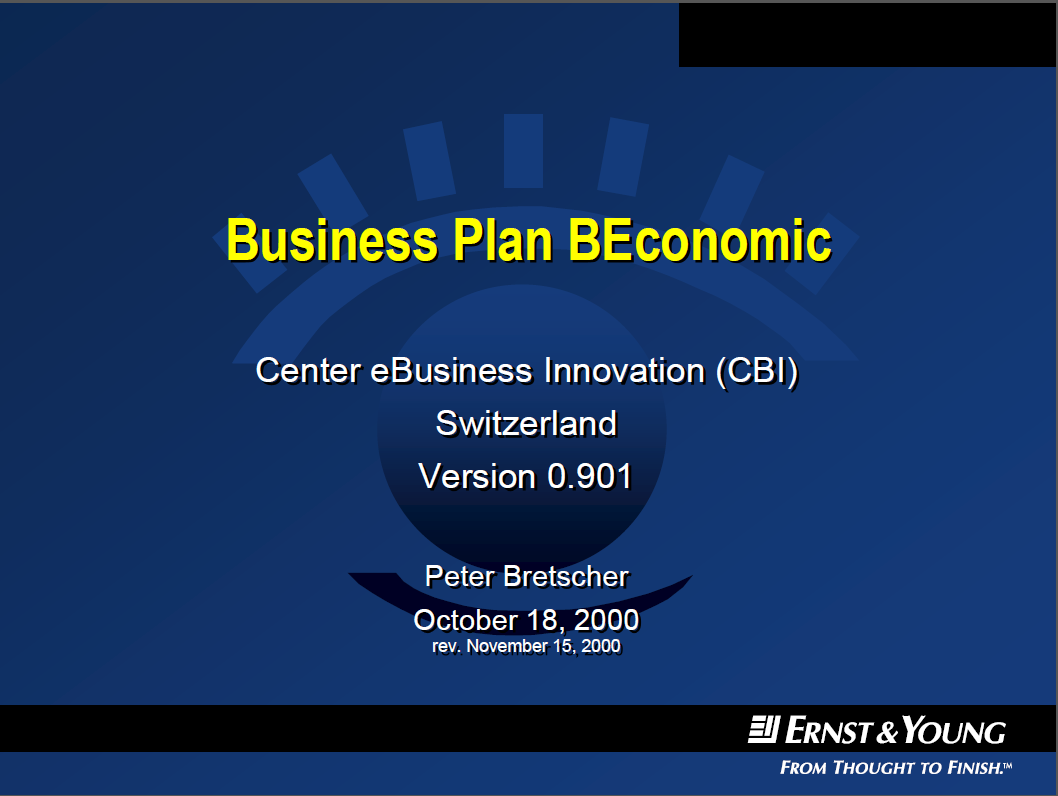 Business Plan BEconomic
Center eBusiness Innovation (CBI)
Switzerland
Version 0.901
Peter Bretscher
October 18, 2000
rev. November 15, 2000
ERNST & YOUNG
FROM THOUGHT TO FINISH.™